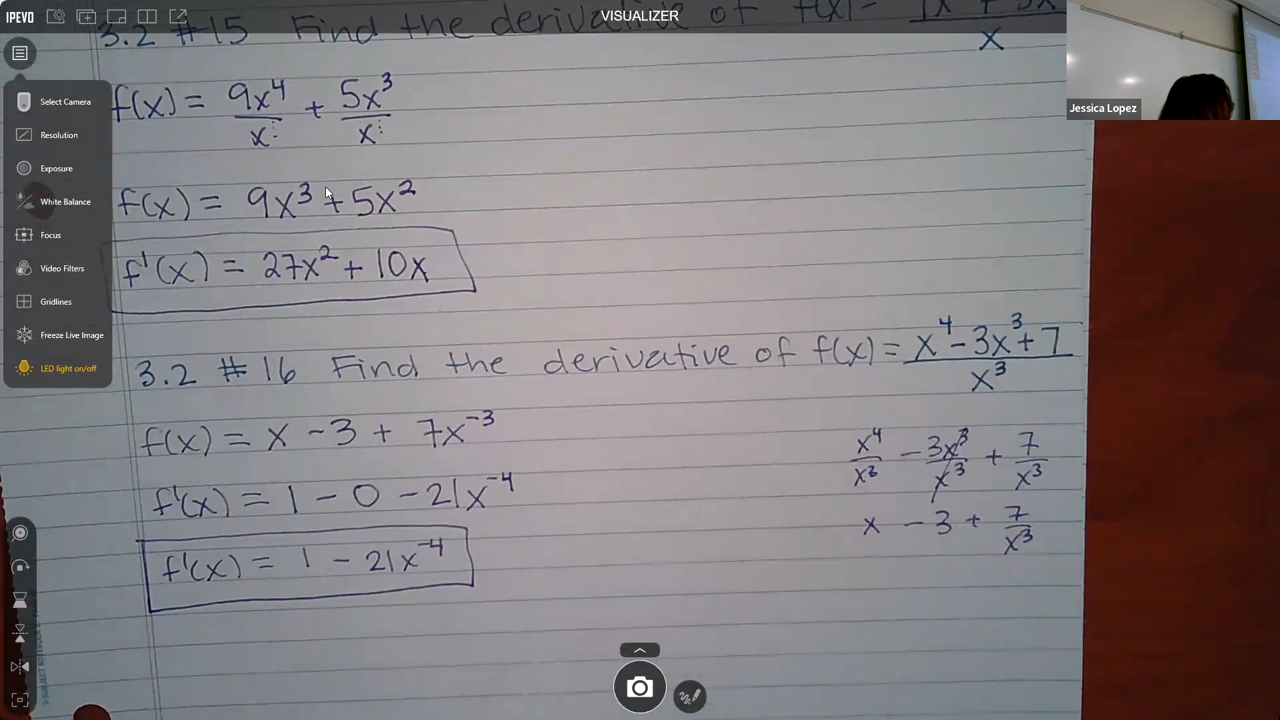 IPEVO
VISUALIZER
3.2 #15 Find the derivative of f(x) =
x
Jessica Lopez
Select Camera
Resolution
Exposure
White Balance
Focus
Video Filters
Gridlines
Freeze Live Image
LED light on/off
f(x) = 9x⁴/x + 5x³/x
f(x) = 9x³ + 5x²
f'(x) = 27x² + 10x
3.2 #16 Find the derivative of f(x) = x⁴ - 3x³ + 7 / x³
f(x) = x - 3 + 7x⁻³
f'(x) = 1 - 0 - 21x⁻⁴
f'(x) = 1 - 21x⁻⁴
x⁴/x³ - 3x³/x³ + 7/x³
x - 3 + 7/x³